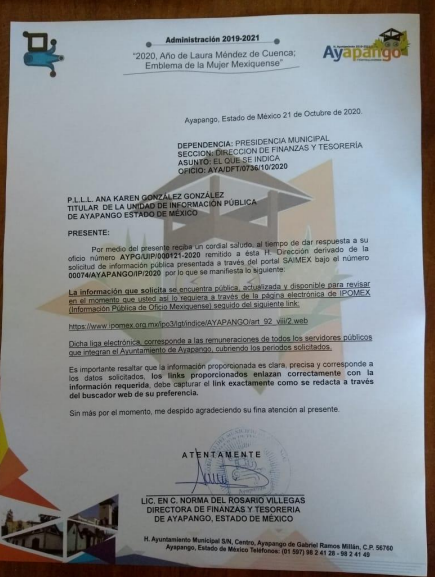 Administración 2019-2021
"2020, Año de Laura Méndez de Cuenca;
Emblema de la Mujer Mexiquense"
Ayapango
Ayapango, Estado de México 21 de Octubre de 2020.
DEPENDENCIA: PRESIDENCIA MUNICIPAL
SECCION: DIRECCION DE FINANZAS Y TESORERÍA
ASUNTO: EL QUE SE INDICA
OFICIO: AYA/DFT/0736/10/2020
P.L.L.L. ANA KAREN GONZÁLEZ GONZÁLEZ
TITULAR DE LA UNIDAD DE INFORMACIÓN PÚBLICA
DE AYAPANGO ESTADO DE MÉXICO
PRESENTE:
Por medio del presente reciba un cordial saludo, al tiempo de dar respuesta a su
oficio número AYPG/UIP/000121-2020 remitido a ésta H. Dirección derivado de la
solicitud de información pública presentada a través del portal SAIMEX bajo el número
00074/AYAPANGO/IP/2020 por lo que se manifiesta lo siguiente:
La información que solicita se encuentra pública, actualizada y disponible para revisar
en el momento que usted así lo requiera a través de la página electrónica de IPOMEX
(Información Pública de Oficio Mexiquense) seguido del siguiente link:
https://www.ipomex.org.mx/ipo3/lgt/indice/AYAPANGO/art_92_viii/2.web
Dicha liga electrónica, corresponde a las remuneraciones de todos los servidores públicos
que integran el Ayuntamiento de Ayapango, cubriendo los periodos solicitados.
Es importante resaltar que la información proporcionada es clara, precisa y corresponde a
los datos solicitados, los links proporcionados enlazan correctamente con la
información requerida, debe capturar el link exactamente como se redacta a través
del buscador web de su preferencia.
Sin más por el momento, me despido agradeciendo su fina atención al presente.
ATENTAMENTE
LIC. EN C. NORMA DEL ROSARIO VILLEGAS
DIRECTORA DE FINANZAS Y TESORERIA
DE AYAPANGO, ESTADO DE MÉXICO
H. Ayuntamiento Municipal S/N, Centro, Ayapango de Gabriel Ramos Millán, C.P. 56760
Ayapango, Estado de México Teléfonos: (01 597) 98 2 41 28 - 98 2 41 49